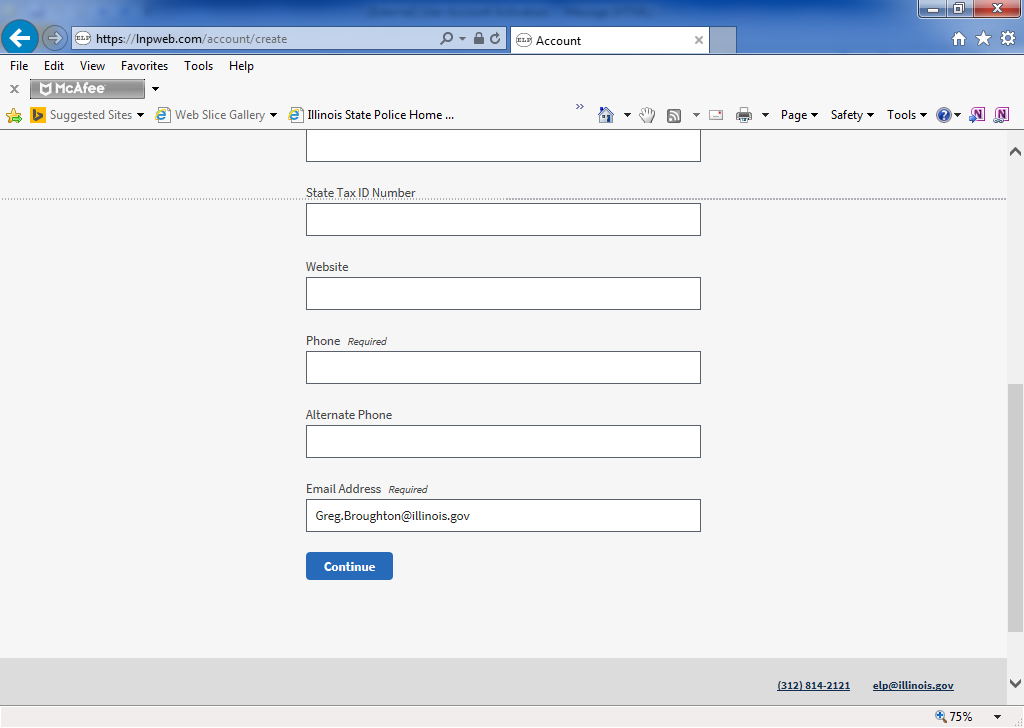 https://lnpweb.com/account/create
ELP Account
File Edit View Favorites Tools Help
McAfee
Suggested Sites Web Slice Gallery Illinois State Police Home ... Page Safety Tools
State Tax ID Number
Website
Phone Required
Alternate Phone
Email Address Required
Greg.Broughton@illinois.gov
Continue
(312) 814-2121 elp@illinois.gov
75%